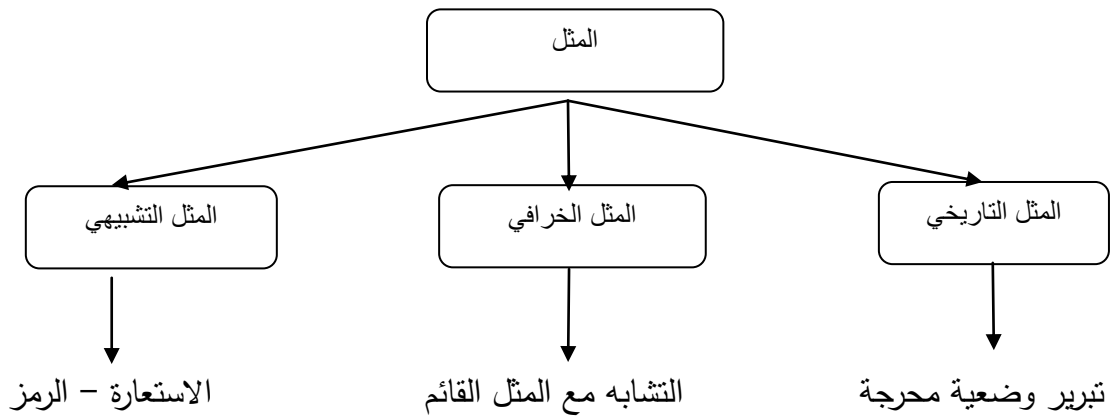 المثل
المثل التاريخي
المثل الخرافي
المثل التشبيهي
تبرير وضعية محرجة
التشابه مع المثل القائم
الاستعارة – الرمز